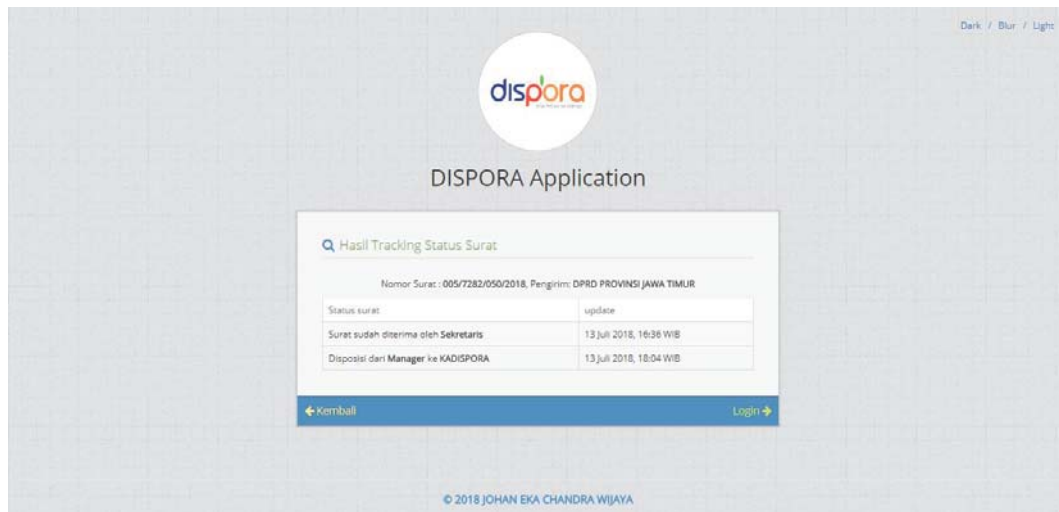 Dark / Blur / Light
dispora
DISPORA Application
Hasil Tracking Status Surat
Nomor Surat : 005/7282/050/2018, Pengirim: DPRD PROVINSI JAWA TIMUR
Status surat update
Surat sudah diterima oleh Sekretaris 13 Juli 2018, 16:36 WIB
Disposisi dari Manager ke KADISPORA 13 Juli 2018, 18:04 WIB
Kembali Login
© 2018 JOHAN EKA CHANDRA WIJAYA